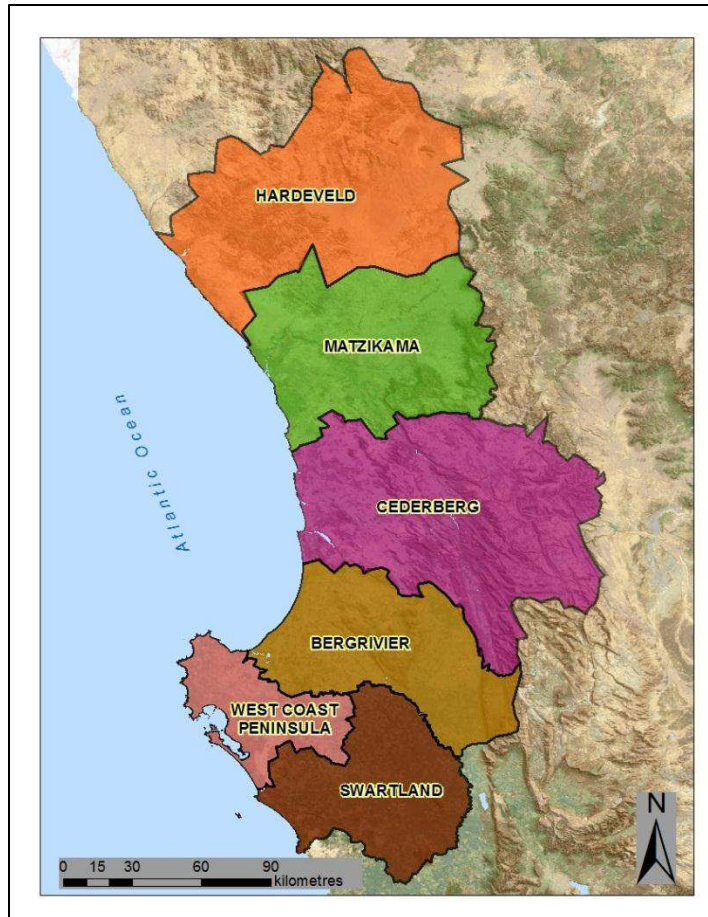 HARDEVELD
MATZIKAMA
Atlantic Ocean
CEDERBERG
BERGRIVIER
WEST COAST
PENINSULA
SWARTLAND
N
0 15 30 60 90
kilometres